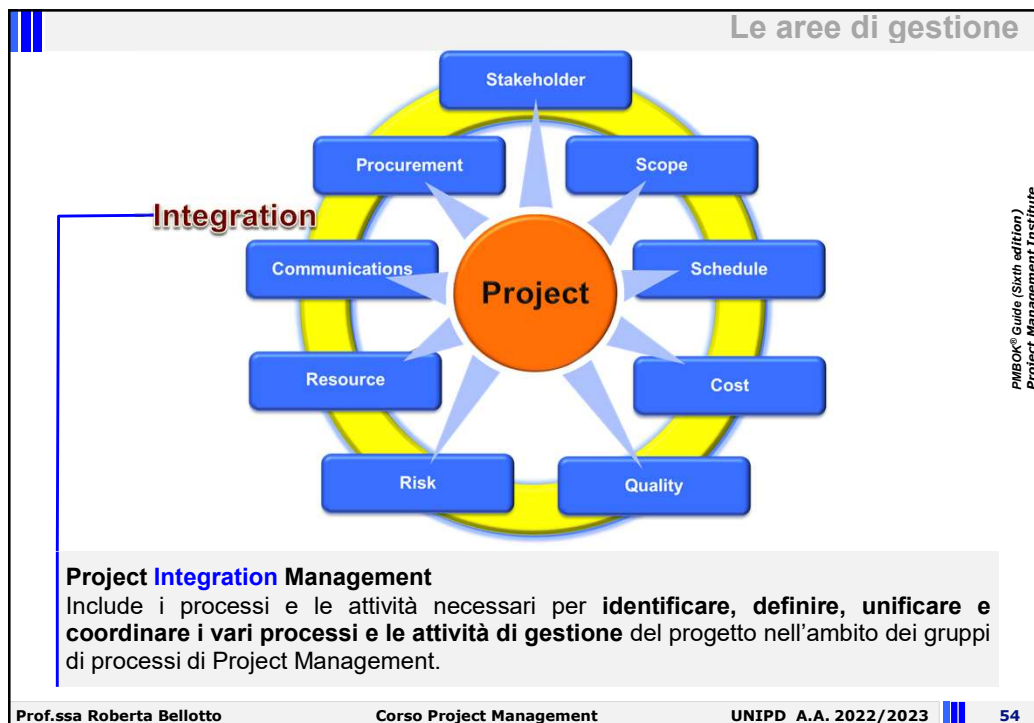 Le aree di gestione
Stakeholder
Procurement
Scope
Integration
Communications
Schedule
Project
Resource
Cost
Risk
Quality
PMBOK® Guide (Sixth edition)
Project Management Institute
Project Integration Management
Include i processi e le attività necessari per identificare, definire, unificare e
coordinare i vari processi e le attività di gestione del progetto nell’ambito dei gruppi
di processi di Project Management.
Prof.ssa Roberta Bellotto Corso Project Management UNIPD A.A. 2022/2023 54